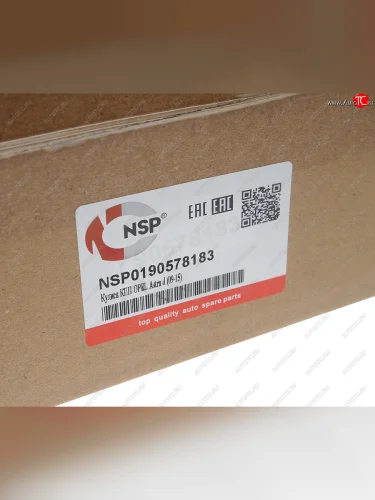 NSP®
EAC EAC
NSP0190578183
Кулиса КПП OPEL Astra J (09-15)
top quality auto spare parts